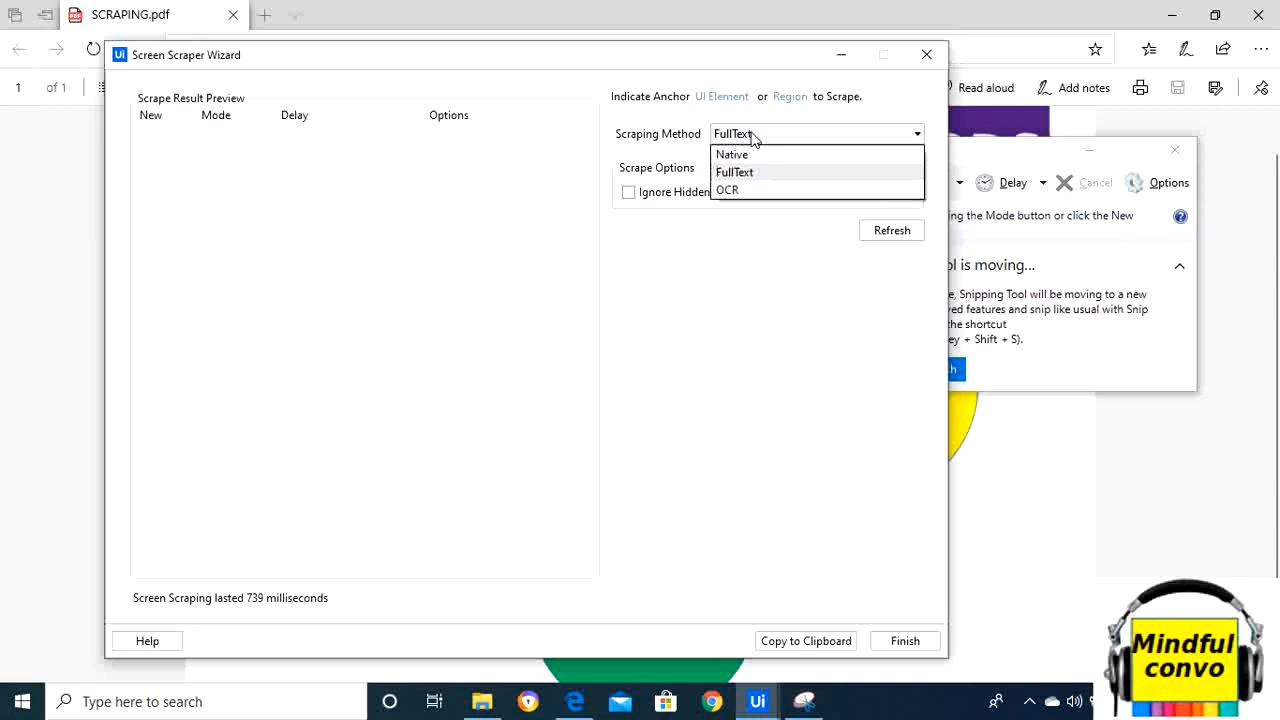 SCRAPING.pdf
Screen Scraper Wizard
1 of 1
Read aloud
Add notes
Scrape Result Preview
New Mode Delay Options
Indicate Anchor UI Element or Region to Scrape.
Scraping Method FullText
Native
FullText
OCR
Scrape Options
Ignore Hidden
Refresh
Delay Cancel Options
ing the Mode button or click the New
ol is moving...
e, Snipping Tool will be moving to a new
ved features and snip like usual with Snip
the shortcut
ey + Shift + S).
ch
Screen Scraping lasted 739 milliseconds
Help
Copy to Clipboard
Finish
Mindful
convo
Type here to search
Ui